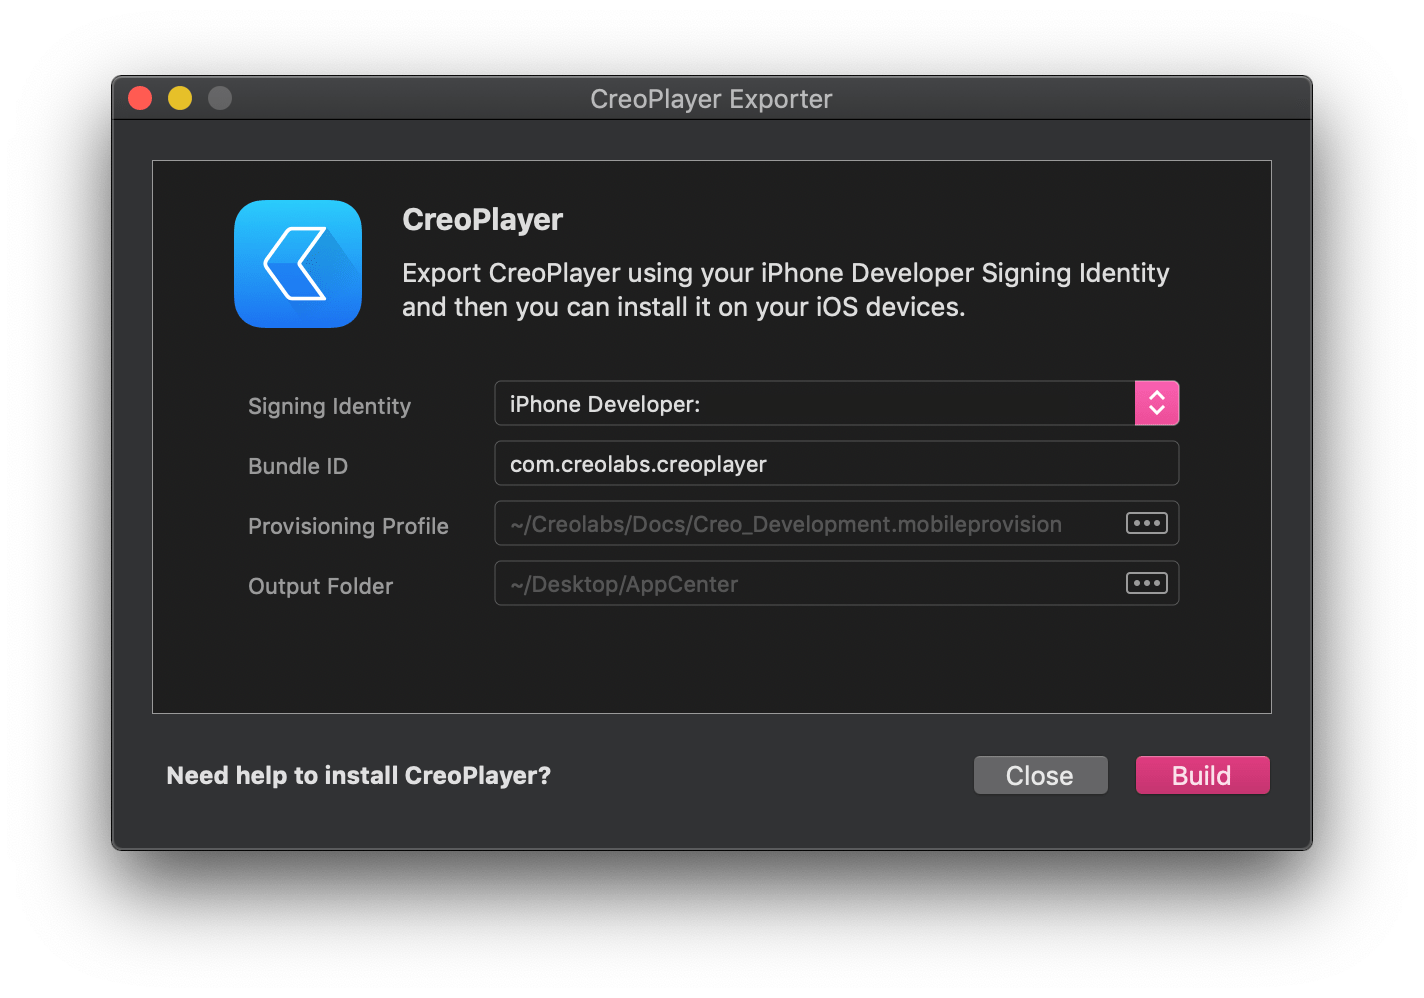 CreoPlayer Exporter
CreoPlayer
Export CreoPlayer using your iPhone Developer Signing Identity
and then you can install it on your iOS devices.
Signing Identity
iPhone Developer:
Bundle ID
com.creolabs.creoplayer
Provisioning Profile
~/Creolabs/Docs/Creo_Development.mobileprovision
Output Folder
~/Desktop/AppCenter
Need help to install CreoPlayer?
Close
Build